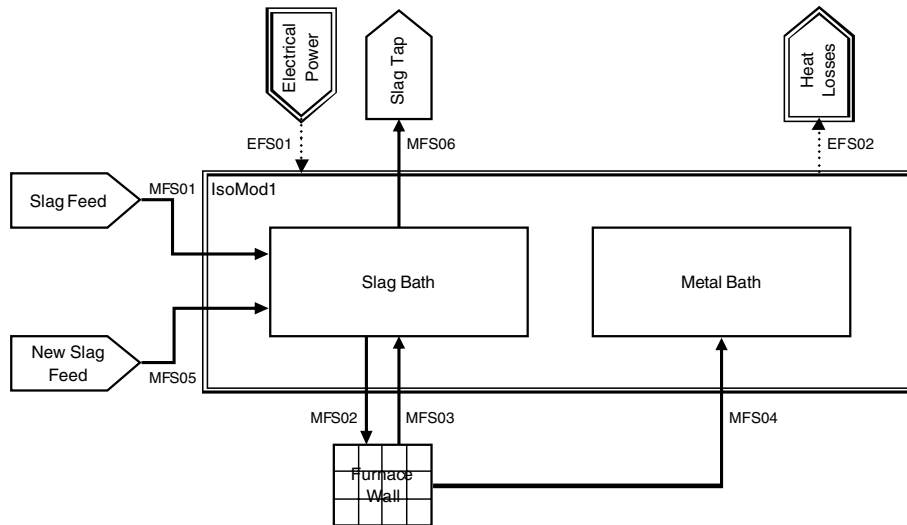 Electrical
Power
Slag Tap
Heat
Losses
EFS01
MFS06
EFS02
MFS01
IsoMod1
Slag Feed
Slag Bath
Metal Bath
New Slag
Feed
MFS05
MFS02
MFS03
MFS04
Furnace
Wall